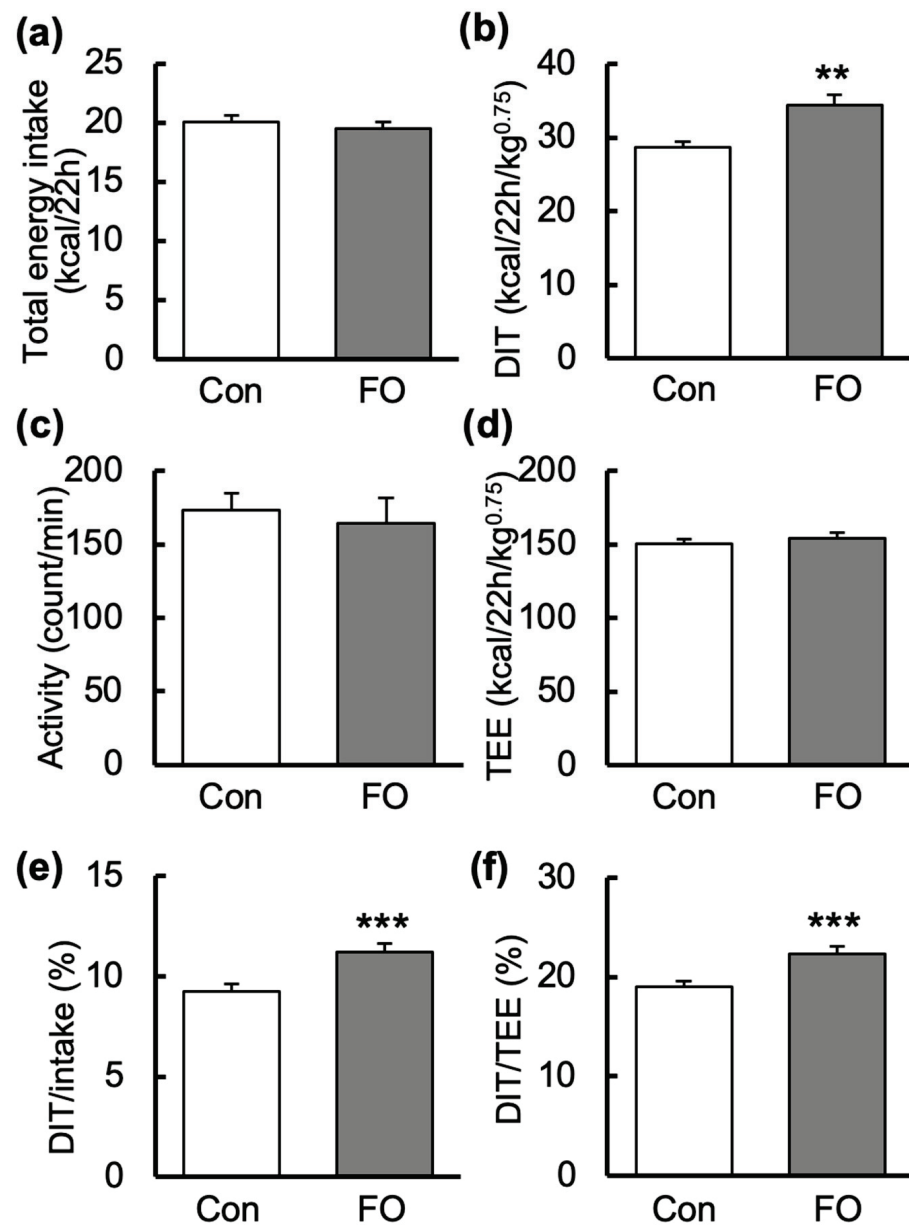 (a)
Total energy intake
(kcal/22h)
25
20
15
10
5
0
Con
FO
(b)
DIT (kcal/22h/kg0.75)
40
**
30
20
10
0
Con
FO
(c)
Activity (count/min)
200
150
100
50
0
Con
FO
(d)
TEE (kcal/22h/kg0.75)
200
150
100
50
0
Con
FO
(e)
DIT/intake (%)
15
***
10
5
0
Con
FO
(f)
DIT/TEE (%)
30
***
20
10
0
Con
FO